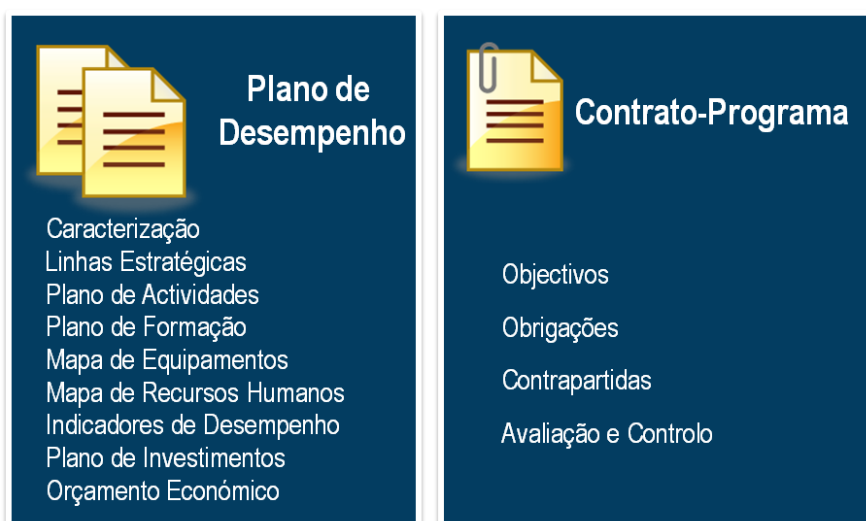 Plano de
Desempenho
Caracterização
Linhas Estratégicas
Plano de Actividades
Plano de Formação
Mapa de Equipamentos
Mapa de Recursos Humanos
Indicadores de Desempenho
Plano de Investimentos
Orçamento Económico
Contrato-Programa
Objectivos
Obrigações
Contrapartidas
Avaliação e Controlo